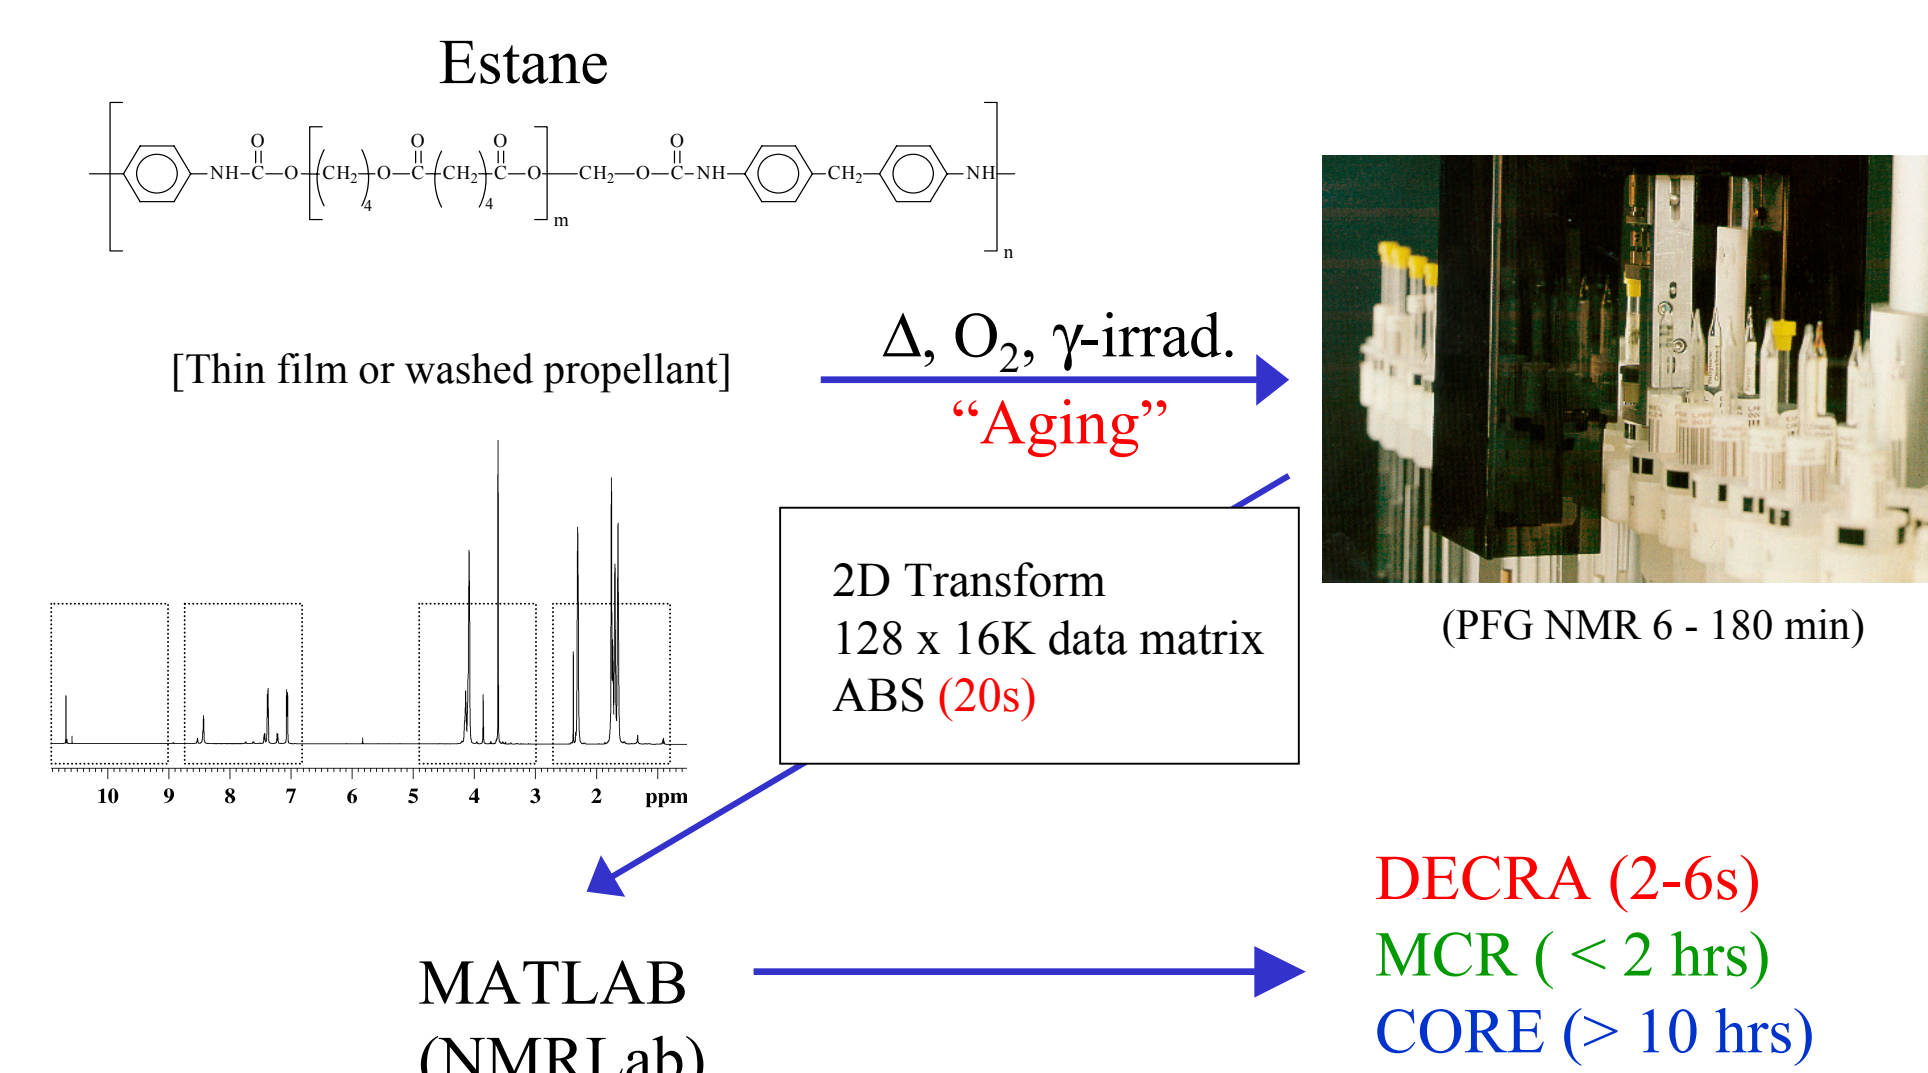 Estane
NH-C-O-(CH2)4-O-C-(CH2)4-C-O-CH2-O-C-NH-CH2-NH
O O O O
m
n
[Thin film or washed propellant]
Δ, O2, γ-irrad.
“Aging”
2D Transform
128 x 16K data matrix
ABS (20s)
(PFG NMR 6 - 180 min)
10 9 8 7 6 5 4 3 2 ppm
DECRA (2-6s)
MCR ( < 2 hrs)
CORE (> 10 hrs)
MATLAB
(NMRLab)